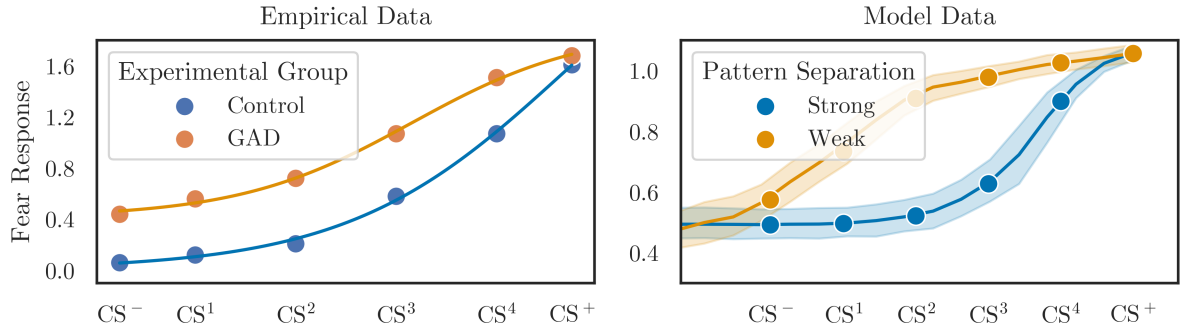 Empirical Data
Fear Response
1.6
1.2
0.8
0.4
0.0
Experimental Group
Control
GAD
CS⁻ CS¹ CS² CS³ CS⁴ CS⁺
Model Data
1.0
0.8
0.6
0.4
Pattern Separation
Strong
Weak
CS⁻ CS¹ CS² CS³ CS⁴ CS⁺